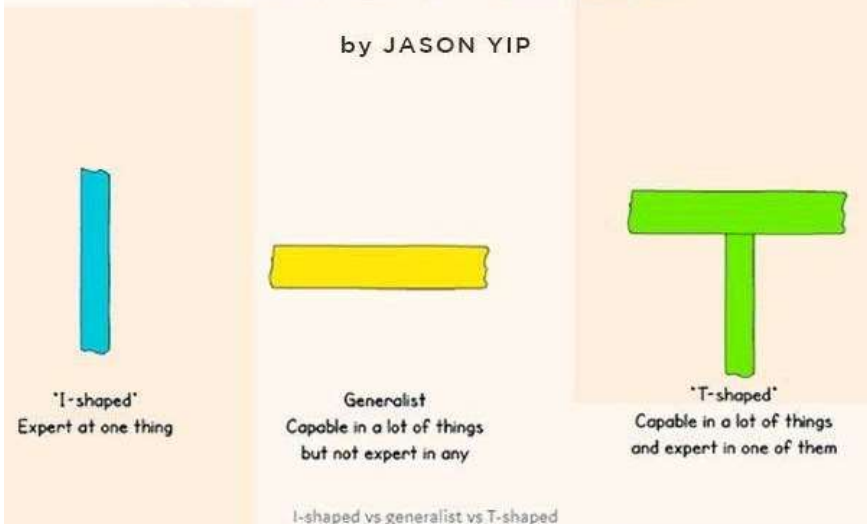 by JASON YIP
"I-shaped"
Expert at one thing
Generalist
Capable in a lot of things
but not expert in any
"T-shaped"
Capable in a lot of things
and expert in one of them
I-shaped vs generalist vs T-shaped